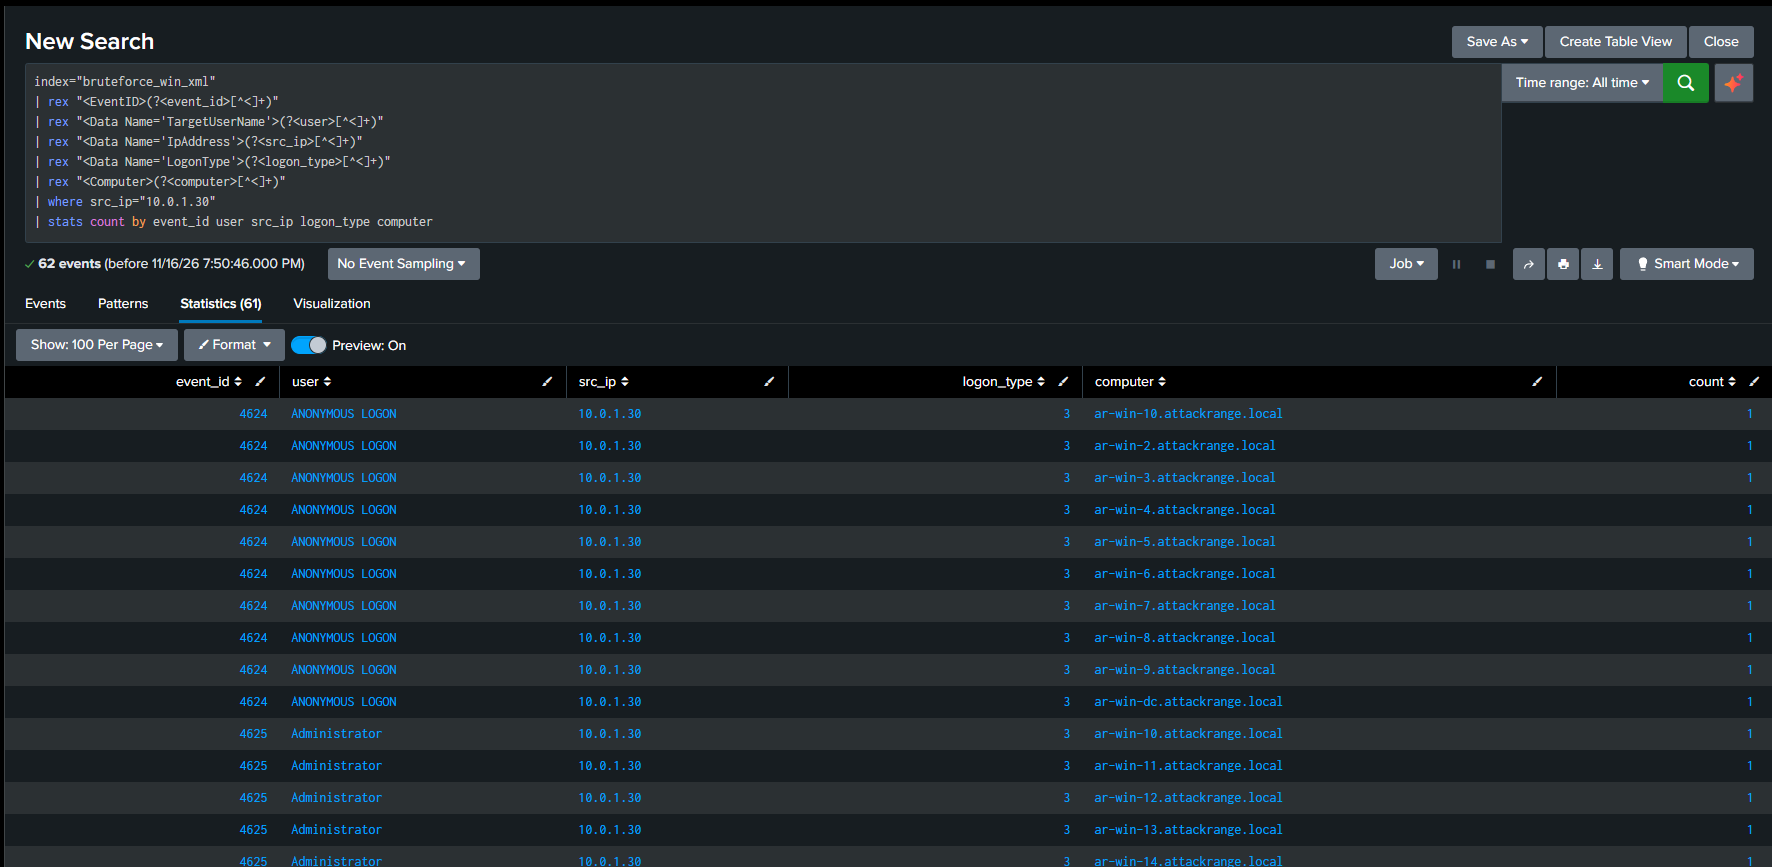 New Search
Save As
Create Table View
Close
index="bruteforce_win_xml"
| rex "<EventID>(?<event_id>[^<]+)"
| rex "<Data Name='TargetUserName'>(?<user>[^<]+)"
| rex "<Data Name='IpAddress'>(?<src_ip>[^<]+)"
| rex "<Data Name='LogonType'>(?<logon_type>[^<]+)"
| rex "<Computer>(?<computer>[^<]+)"
| where src_ip="10.0.1.30"
| stats count by event_id user src_ip logon_type computer
Time range: All time
62 events (before 11/16/26 7:50:46.000 PM)
No Event Sampling
Job
Smart Mode
Events Patterns Statistics (61) Visualization
Show: 100 Per Page
Format
Preview: On
event_id user src_ip logon_type computer count
4624 ANONYMOUS LOGON 10.0.1.30 3 ar-win-10.attackrange.local 1
4624 ANONYMOUS LOGON 10.0.1.30 3 ar-win-2.attackrange.local 1
4624 ANONYMOUS LOGON 10.0.1.30 3 ar-win-3.attackrange.local 1
4624 ANONYMOUS LOGON 10.0.1.30 3 ar-win-4.attackrange.local 1
4624 ANONYMOUS LOGON 10.0.1.30 3 ar-win-5.attackrange.local 1
4624 ANONYMOUS LOGON 10.0.1.30 3 ar-win-6.attackrange.local 1
4624 ANONYMOUS LOGON 10.0.1.30 3 ar-win-7.attackrange.local 1
4624 ANONYMOUS LOGON 10.0.1.30 3 ar-win-8.attackrange.local 1
4624 ANONYMOUS LOGON 10.0.1.30 3 ar-win-9.attackrange.local 1
4624 ANONYMOUS LOGON 10.0.1.30 3 ar-win-dc.attackrange.local 1
4625 Administrator 10.0.1.30 3 ar-win-10.attackrange.local 1
4625 Administrator 10.0.1.30 3 ar-win-11.attackrange.local 1
4625 Administrator 10.0.1.30 3 ar-win-12.attackrange.local 1
4625 Administrator 10.0.1.30 3 ar-win-13.attackrange.local 1
4625 Administrator 10.0.1.30 3 ar-win-14.attackrange.local 1